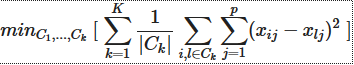 min_{C_1,...,C_k} [ \sum_{k=1}^{K} \frac{1}{|C_k|} \sum_{i,l \in C_k} \sum_{j=1}^{p} (x_{ij} - x_{lj})^2 ]